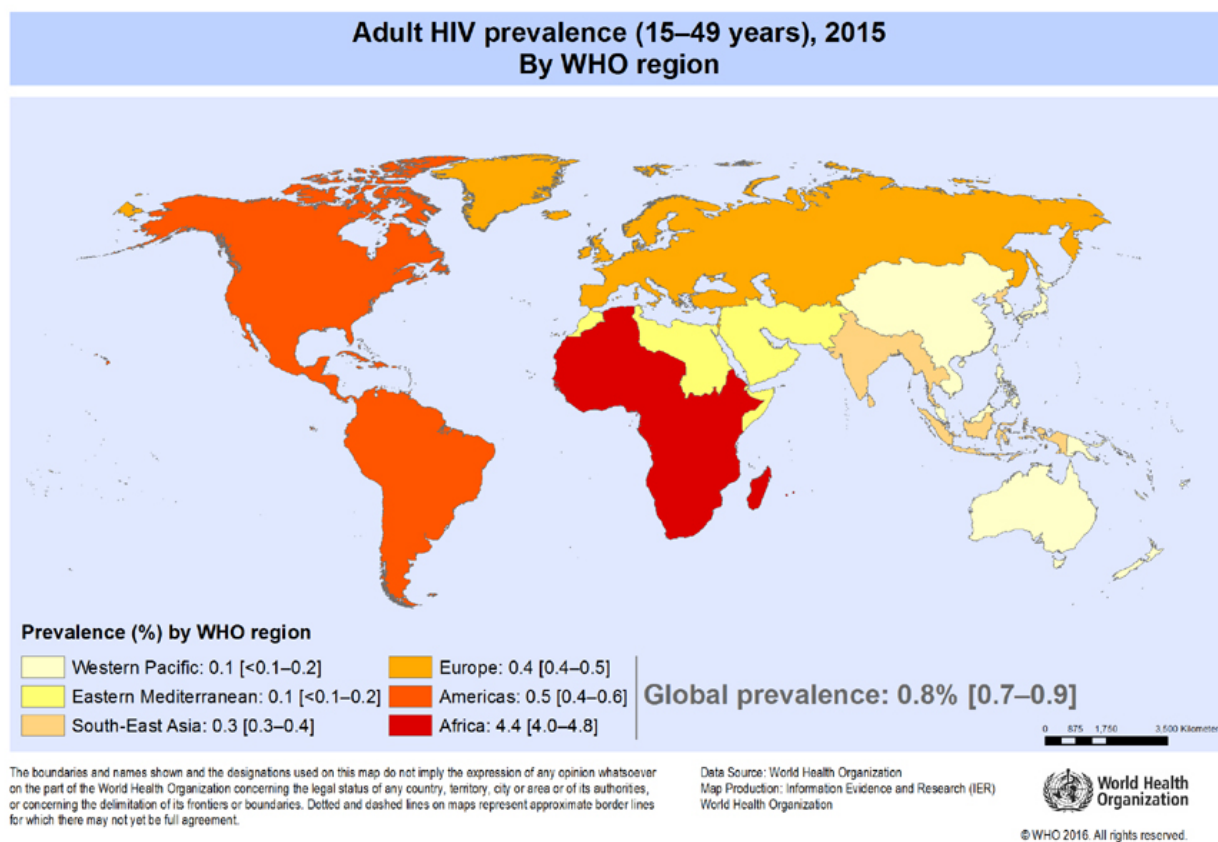 Adult HIV prevalence (15–49 years), 2015
By WHO region
Prevalence (%) by WHO region
Western Pacific: 0.1 [<0.1–0.2]
Eastern Mediterranean: 0.1 [<0.1–0.2]
South-East Asia: 0.3 [0.3–0.4]
Europe: 0.4 [0.4–0.5]
Americas: 0.5 [0.4–0.6]
Africa: 4.4 [4.0–4.8]
Global prevalence: 0.8% [0.7–0.9]
0 875 1,750 3,500 Kilometer
The boundaries and names shown and the designations used on this map do not imply the expression of any opinion whatsoever
on the part of the World Health Organization concerning the legal status of any country, territory, city or area or of its authorities,
or concerning the delimitation of its frontiers or boundaries. Dotted and dashed lines on maps represent approximate border lines
for which there may not yet be full agreement.
Data Source: World Health Organization
Map Production: Information Evidence and Research (IER)
World Health Organization
World Health
Organization
© WHO 2016. All rights reserved.